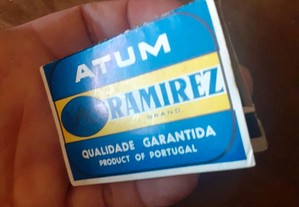 ATUM
RAMIREZ
BRAND
QUALIDADE GARANTIDA
PRODUCT OF PORTUGAL